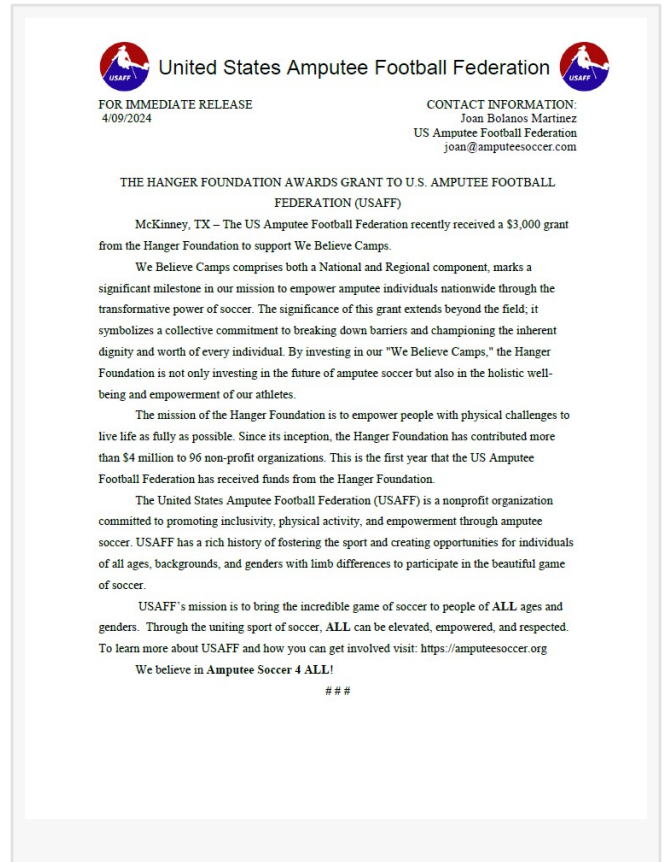 USAFF United States Amputee Football Federation USAFF
FOR IMMEDIATE RELEASE
4/09/2024
CONTACT INFORMATION:
Joan Bolanos Martinez
US Amputee Football Federation
joan@amputeesoccer.com
THE HANGER FOUNDATION AWARDS GRANT TO U.S. AMPUTEE FOOTBALL
FEDERATION (USAFF)
McKinney, TX – The US Amputee Football Federation recently received a $3,000 grant
from the Hanger Foundation to support We Believe Camps.
We Believe Camps comprises both a National and Regional component, marks a
significant milestone in our mission to empower amputee individuals nationwide through the
transformative power of soccer. The significance of this grant extends beyond the field; it
symbolizes a collective commitment to breaking down barriers and championing the inherent
dignity and worth of every individual. By investing in our "We Believe Camps," the Hanger
Foundation is not only investing in the future of amputee soccer but also in the holistic well-
being and empowerment of our athletes.
The mission of the Hanger Foundation is to empower people with physical challenges to
live life as fully as possible. Since its inception, the Hanger Foundation has contributed more
than $4 million to 96 non-profit organizations. This is the first year that the US Amputee
Football Federation has received funds from the Hanger Foundation.
The United States Amputee Football Federation (USAFF) is a nonprofit organization
committed to promoting inclusivity, physical activity, and empowerment through amputee
soccer. USAFF has a rich history of fostering the sport and creating opportunities for individuals
of all ages, backgrounds, and genders with limb differences to participate in the beautiful game
of soccer.
USAFF's mission is to bring the incredible game of soccer to people of ALL ages and
genders. Through the uniting sport of soccer, ALL can be elevated, empowered, and respected.
To learn more about USAFF and how you can get involved visit: https://amputeesoccer.org
We believe in Amputee Soccer 4 ALL!
# # #